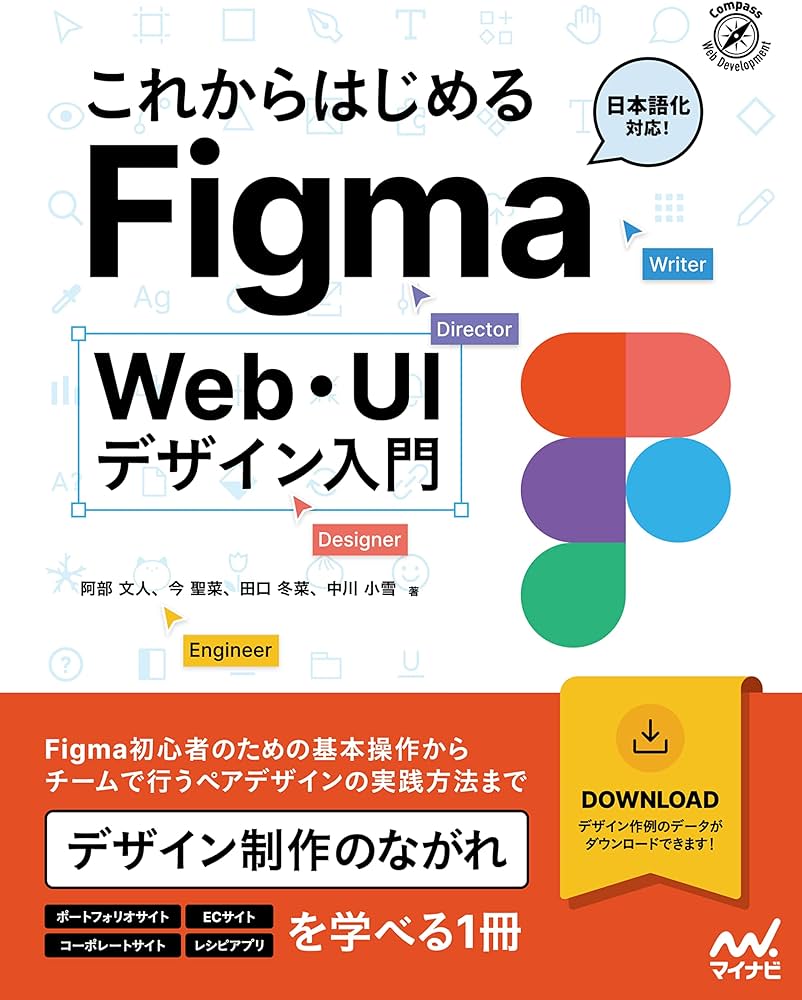 Compass
Web Development
これからはじめる
Figma
日本語化
対応!
Writer
Director
Web・UI
デザイン入門
Designer
阿部 文人、今 聖菜、田口 冬菜、中川 小雪 著
Engineer
Ag
A?
T
U
?
Figma初心者のための基本操作から
チームで行うペアデザインの実践方法まで
デザイン制作のながれ
ポートフォリオサイト
ECサイト
コーポレートサイト
レシピアプリ
を学べる1冊
DOWNLOAD
デザイン作例のデータが
ダウンロードできます!
マイナビ